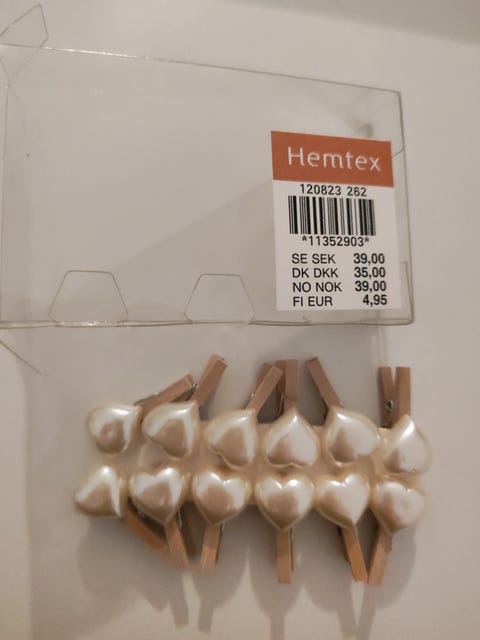 Hemtex
120823 262
*11352903*
SE SEK 39,00
DK DKK 35,00
NO NOK 39,00
FI EUR 4,95